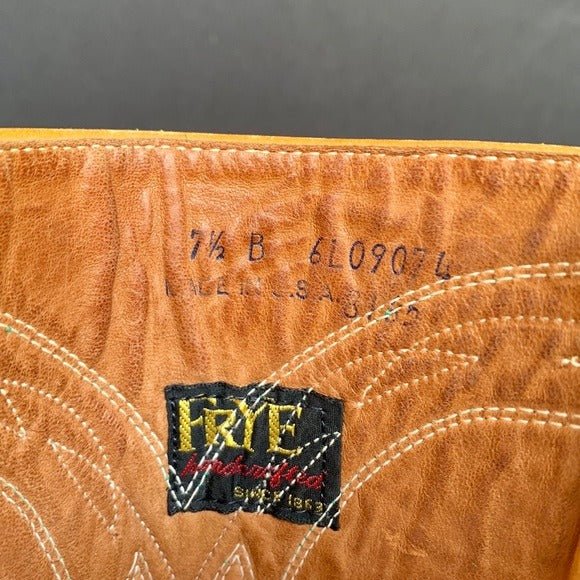 7½ B 6L09074
MADE IN U.S.A.
FRYE
handcrafted
SINCE 1863